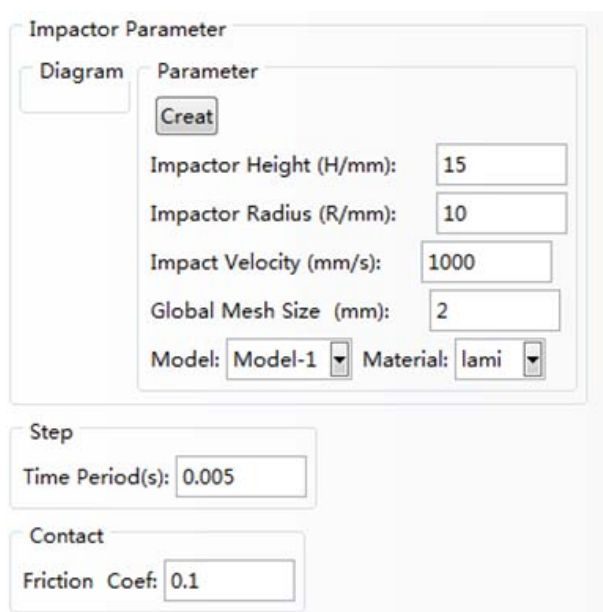 Impactor Parameter
Diagram Parameter
Creat
Impactor Height (H/mm): 15
Impactor Radius (R/mm): 10
Impact Velocity (mm/s): 1000
Global Mesh Size (mm): 2
Model: Model-1 Material: lami
Step
Time Period(s): 0.005
Contact
Friction Coef: 0.1